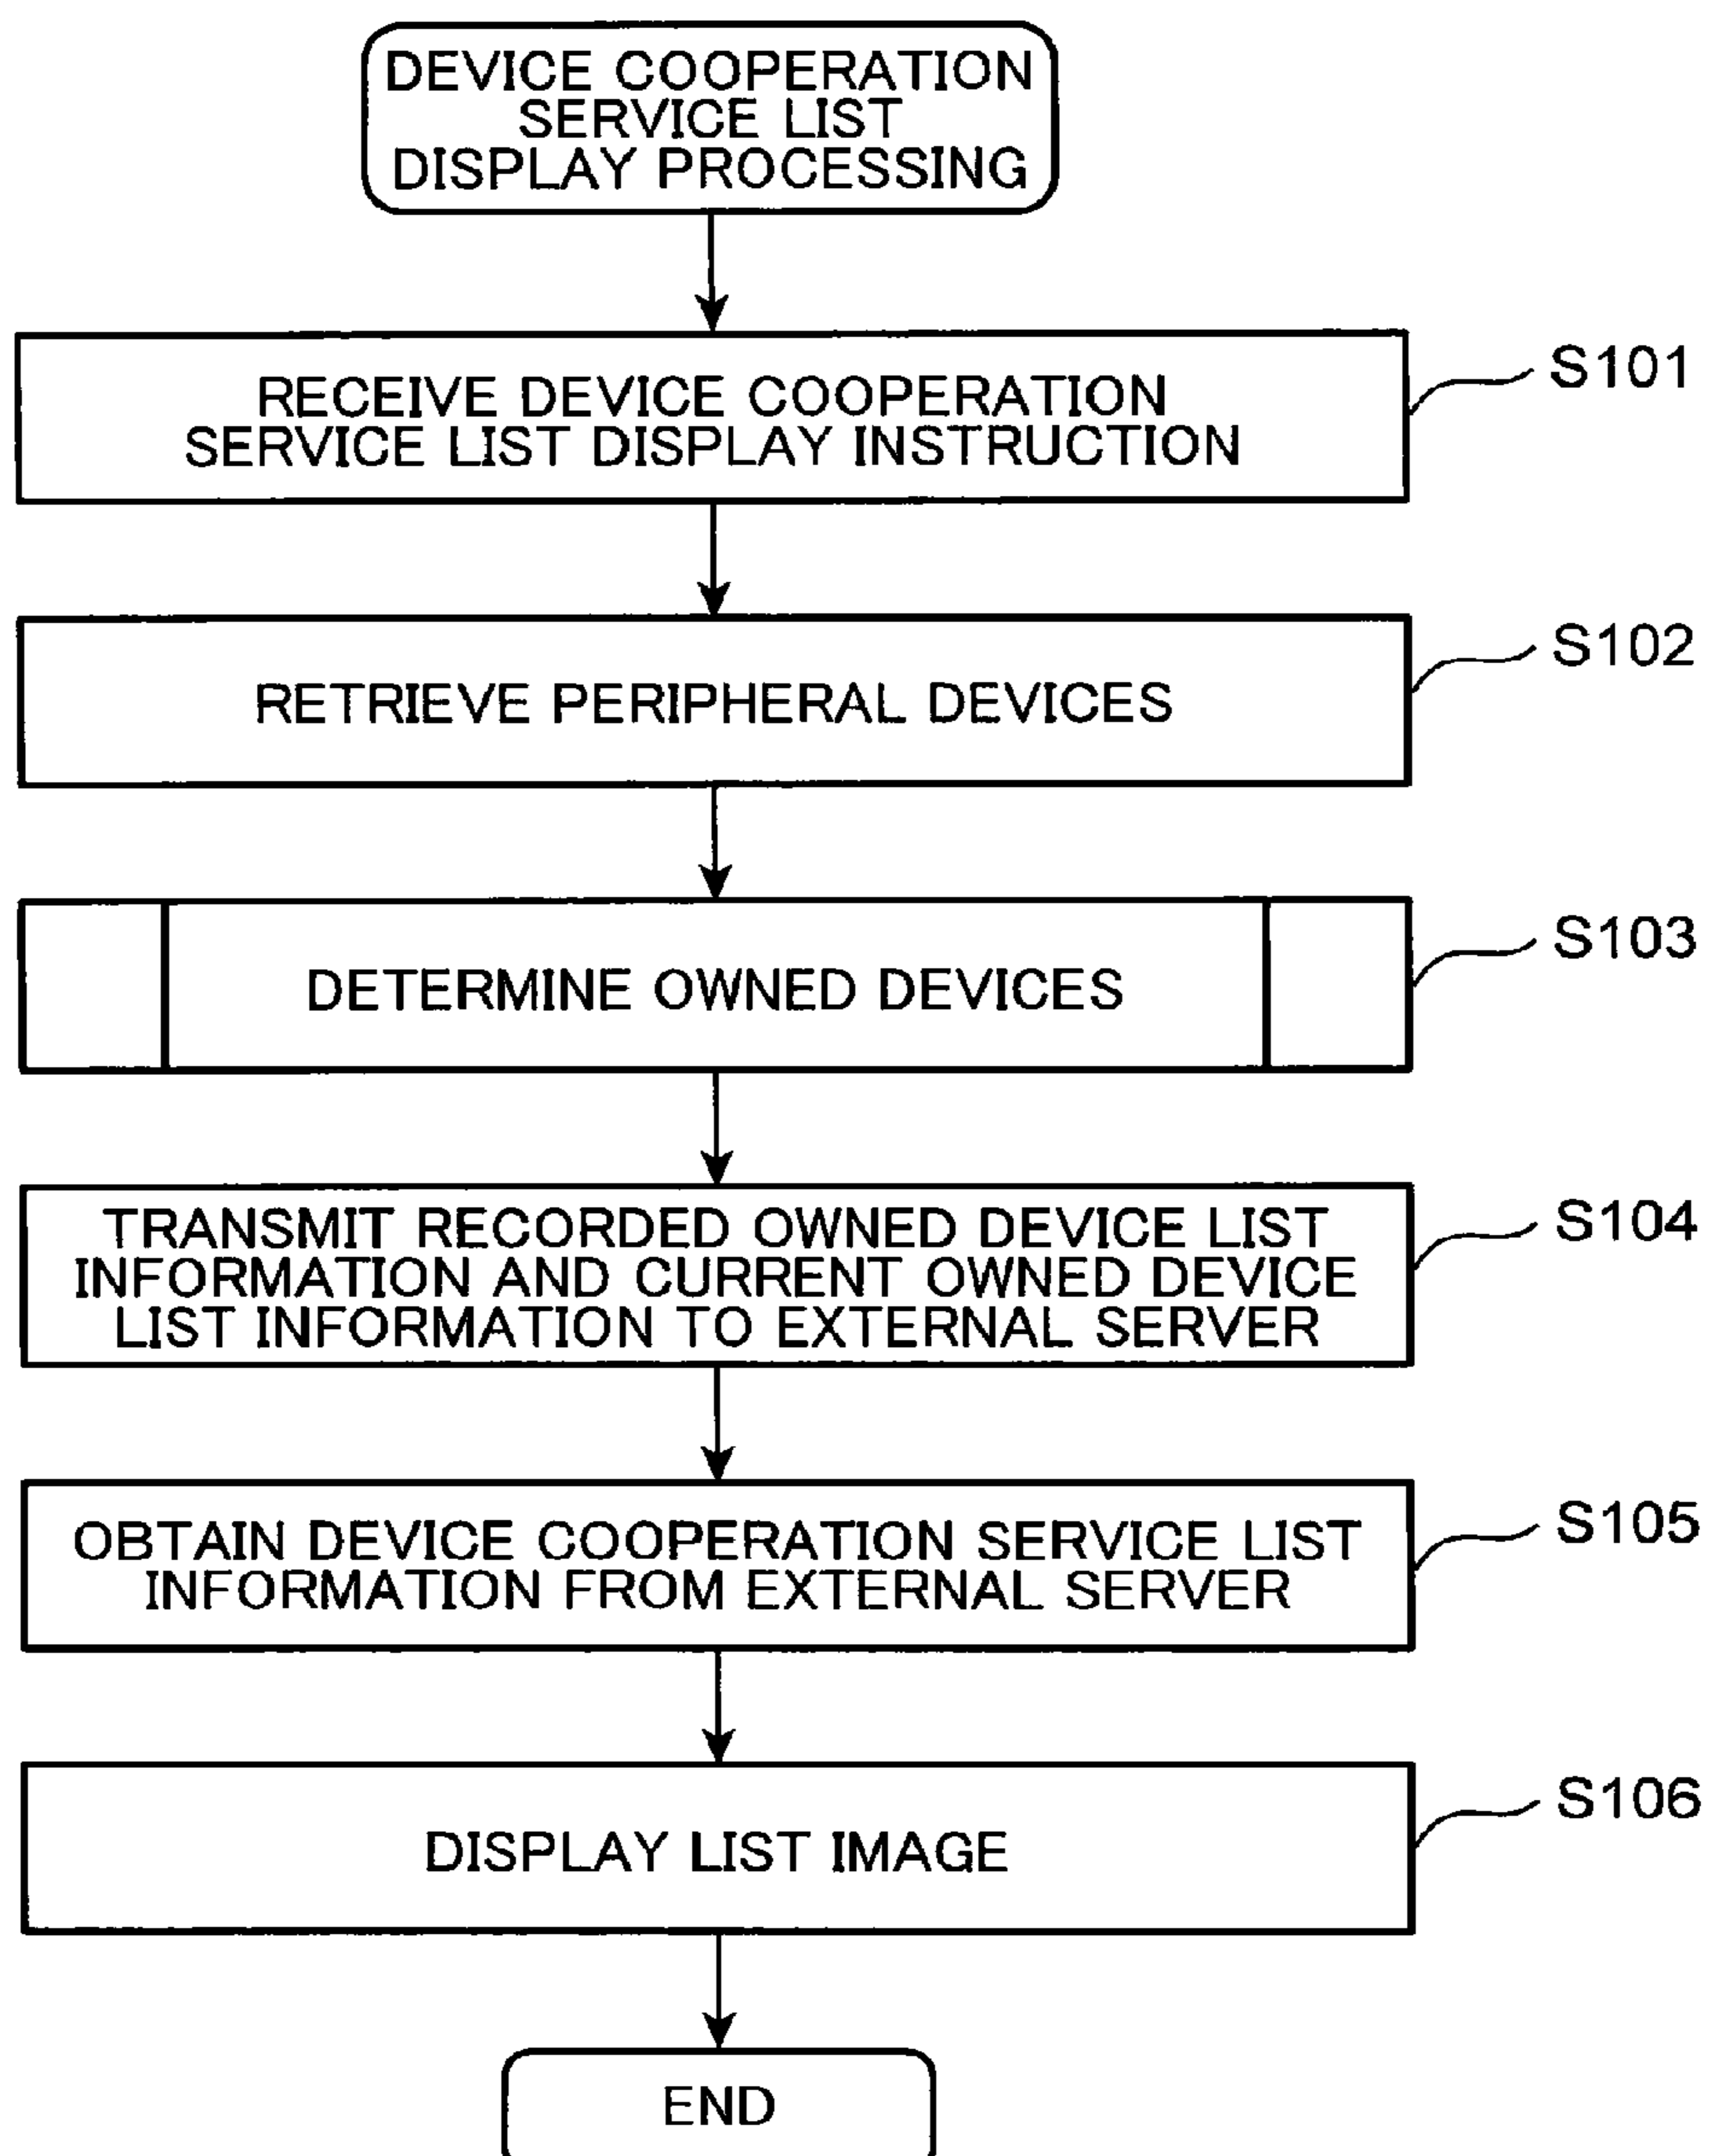 DEVICE COOPERATION
SERVICE LIST
DISPLAY PROCESSING
RECEIVE DEVICE COOPERATION
SERVICE LIST DISPLAY INSTRUCTION
S101
RETRIEVE PERIPHERAL DEVICES
S102
DETERMINE OWNED DEVICES
S103
TRANSMIT RECORDED OWNED DEVICE LIST
INFORMATION AND CURRENT OWNED DEVICE
LIST INFORMATION TO EXTERNAL SERVER
S104
OBTAIN DEVICE COOPERATION SERVICE LIST
INFORMATION FROM EXTERNAL SERVER
S105
DISPLAY LIST IMAGE
S106
END